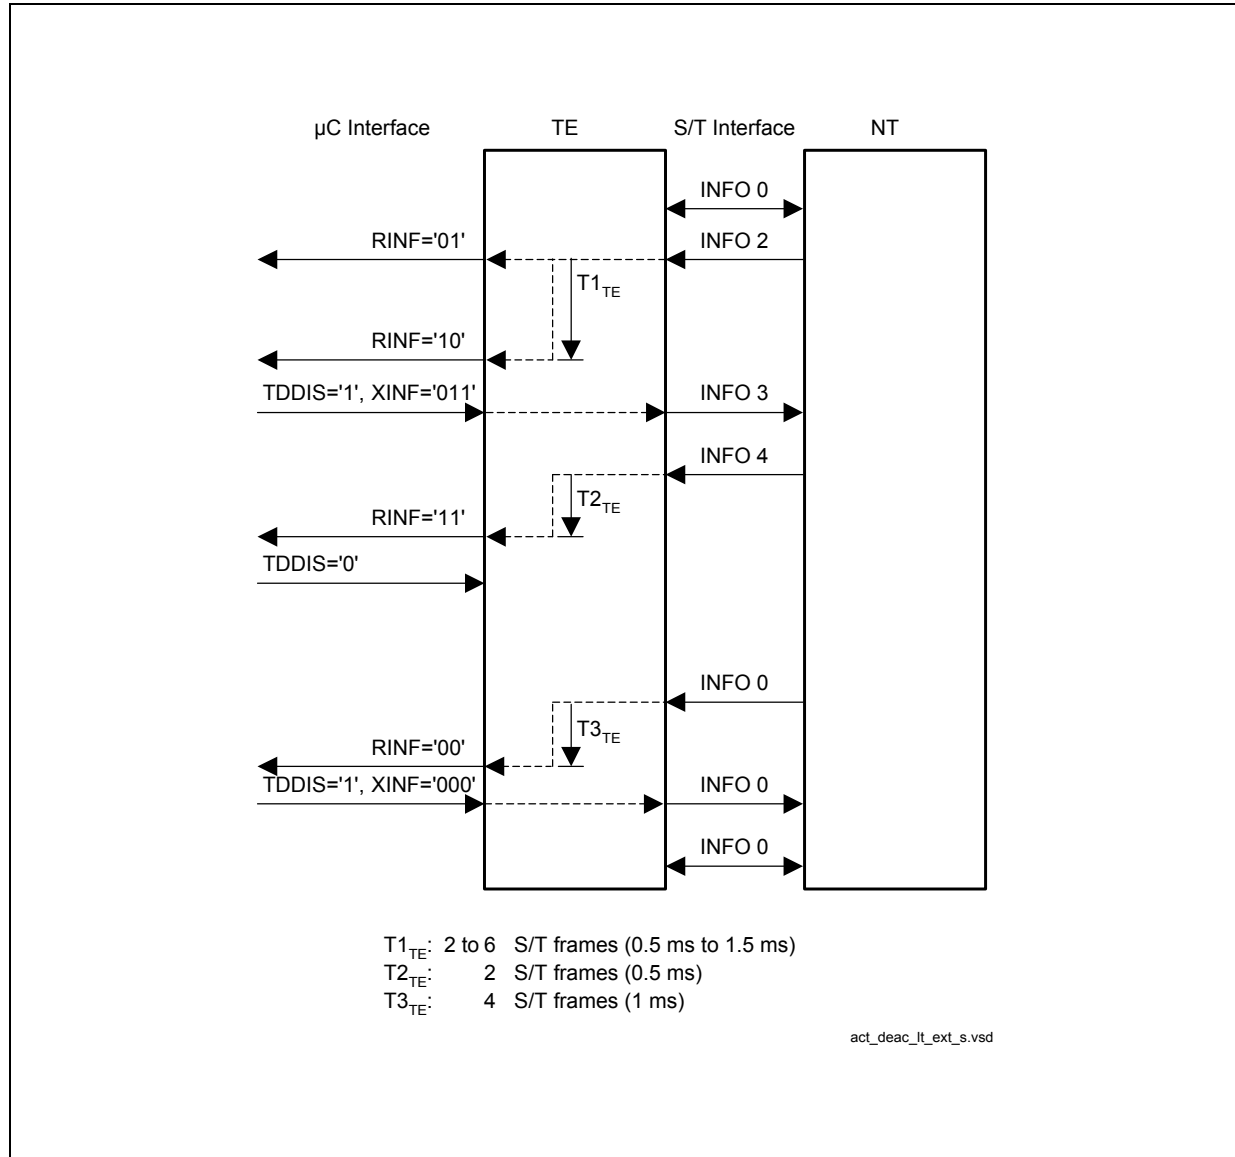 µC Interface TE S/T Interface NT
INFO 0
RINF='01' INFO 2
T1TE
RINF='10'
TDDIS='1', XINF='011' INFO 3
INFO 4
T2TE
RINF='11'
TDDIS='0'
INFO 0
T3TE
RINF='00'
TDDIS='1', XINF='000' INFO 0
INFO 0
T1TE: 2 to 6 S/T frames (0.5 ms to 1.5 ms)
T2TE: 2 S/T frames (0.5 ms)
T3TE: 4 S/T frames (1 ms)
act_deac_lt_ext_s.vsd